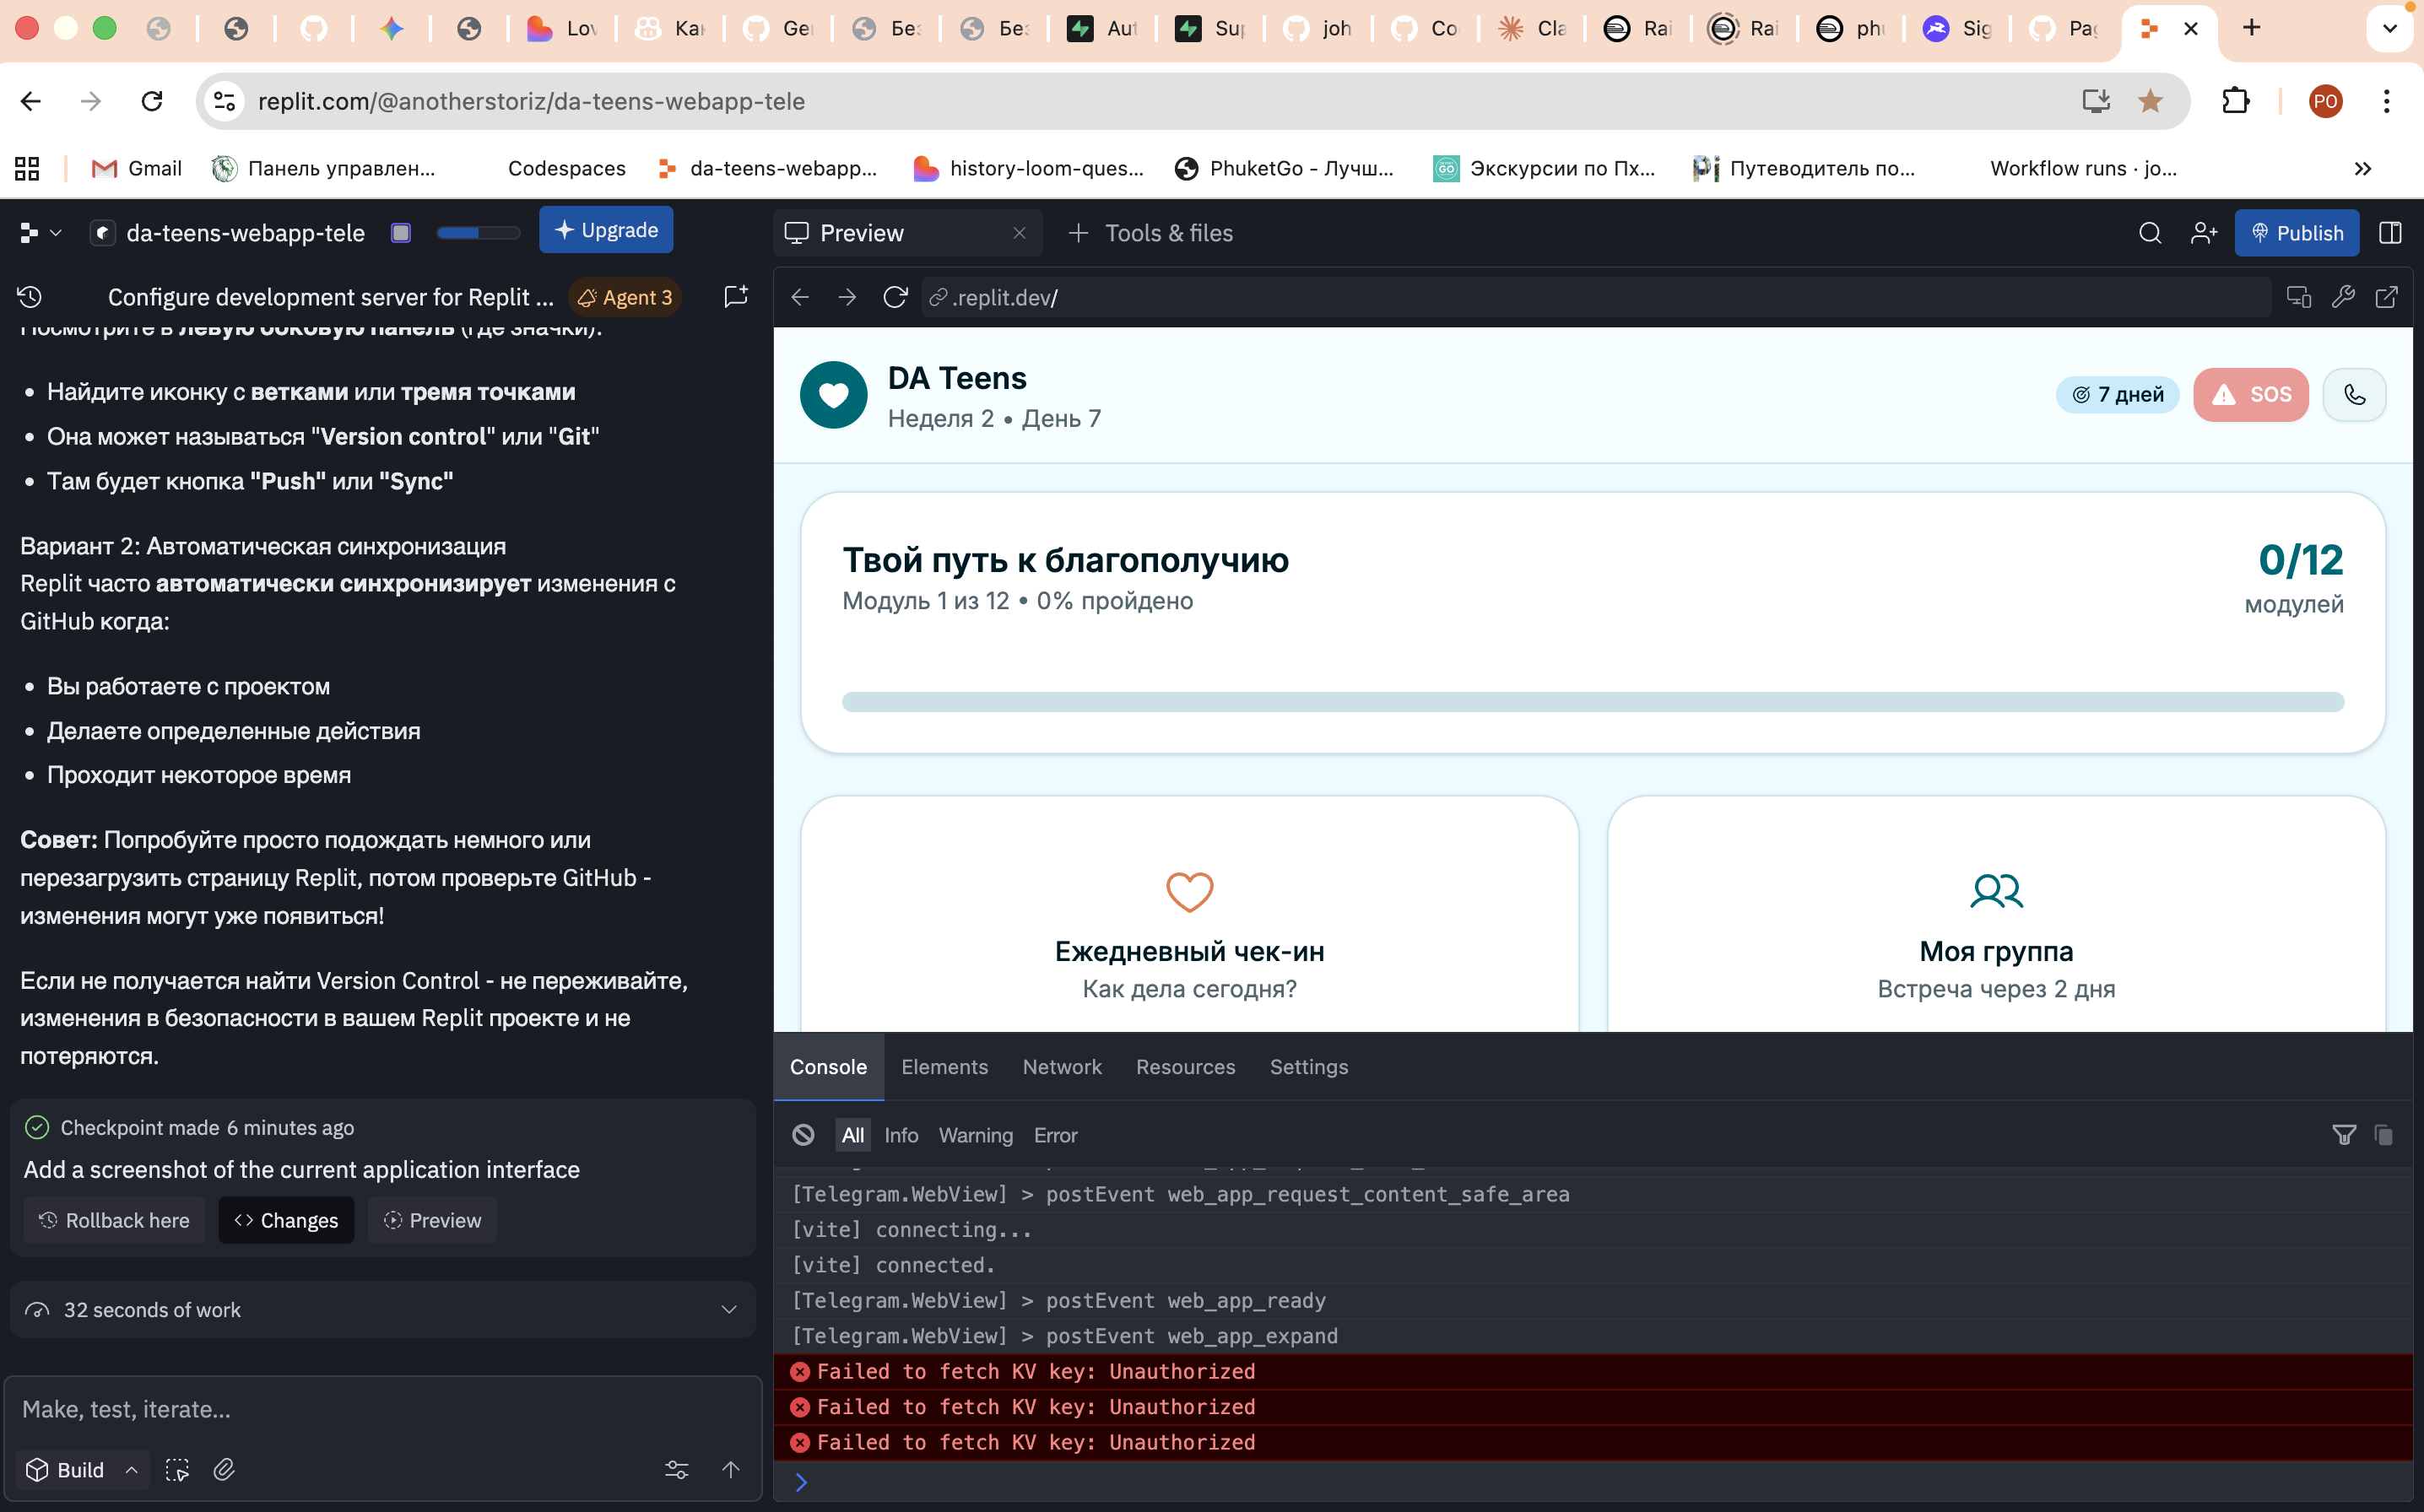 Lov
Как
Ge
Бе
Бе
Aut
Sup
joh
Co
Cla
Rai
Rai
ph
Sig
Pag
replit.com/@anotherstoriz/da-teens-webapp-tele
PO
Gmail
Панель управлен...
Codespaces
da-teens-webapp...
history-loom-ques...
PhuketGo - Лучш...
GO
Экскурсии по Пх...
Путеводитель по...
Workflow runs · jo...
da-teens-webapp-tele
Upgrade
Preview
Tools & files
Publish
Configure development server for Replit ...
Agent 3
.replit.dev/
Посмотрите в левую боковую панель (где значки):
• Найдите иконку с ветками или тремя точками
• Она может называться "Version control" или "Git"
• Там будет кнопка "Push" или "Sync"
Вариант 2: Автоматическая синхронизация
Replit часто автоматически синхронизирует изменения с
GitHub когда:
• Вы работаете с проектом
• Делаете определенные действия
• Проходит некоторое время
Совет: Попробуйте просто подождать немного или
перезагрузить страницу Replit, потом проверьте GitHub -
изменения могут уже появиться!
Если не получается найти Version Control - не переживайте,
изменения в безопасности в вашем Replit проекте и не
потеряются.
Checkpoint made 6 minutes ago
Add a screenshot of the current application interface
Rollback here
Changes
Preview
32 seconds of work
Make, test, iterate...
Build
DA Teens
Неделя 2 • День 7
7 дней
SOS
Твой путь к благополучию
Модуль 1 из 12 • 0% пройдено
0/12
модулей
Ежедневный чек-ин
Как дела сегодня?
Моя группа
Встреча через 2 дня
Console
Elements
Network
Resources
Settings
All
Info
Warning
Error
[Telegram.WebView] > postEvent web_app_request_content_safe_area
[vite] connecting...
[vite] connected.
[Telegram.WebView] > postEvent web_app_ready
[Telegram.WebView] > postEvent web_app_expand
Failed to fetch KV key: Unauthorized
Failed to fetch KV key: Unauthorized
Failed to fetch KV key: Unauthorized